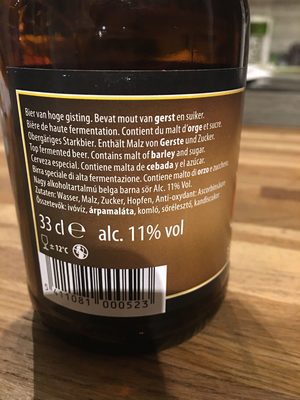 Bier van hoge gisting. Bevat mout van gerst en suiker.
Bière de haute fermentation. Contient du malt d'orge et sucre.
Obergäriges Starkbier. Enthält Malz von Gerste und Zucker.
Top fermented beer. Contains malt of barley and sugar.
Cerveza especial. Contiene malta de cebada y el azúcar.
Birra speciale di alta fermentazione. Contiene malto di orzo e zucchero.
Nagy alkoholtartalmú belga barna sör Alc. 11% Vol.
Zutaten: Wasser, Malz, Zucker, Hopfen, Anti-oxydant: Ascorbinsäure
Összetevők: ivóvíz, árpamaláta, komló, sörélesztő, kandiscukor
33 cl e alc. 11% vol
± 12°C
5 411081 000523